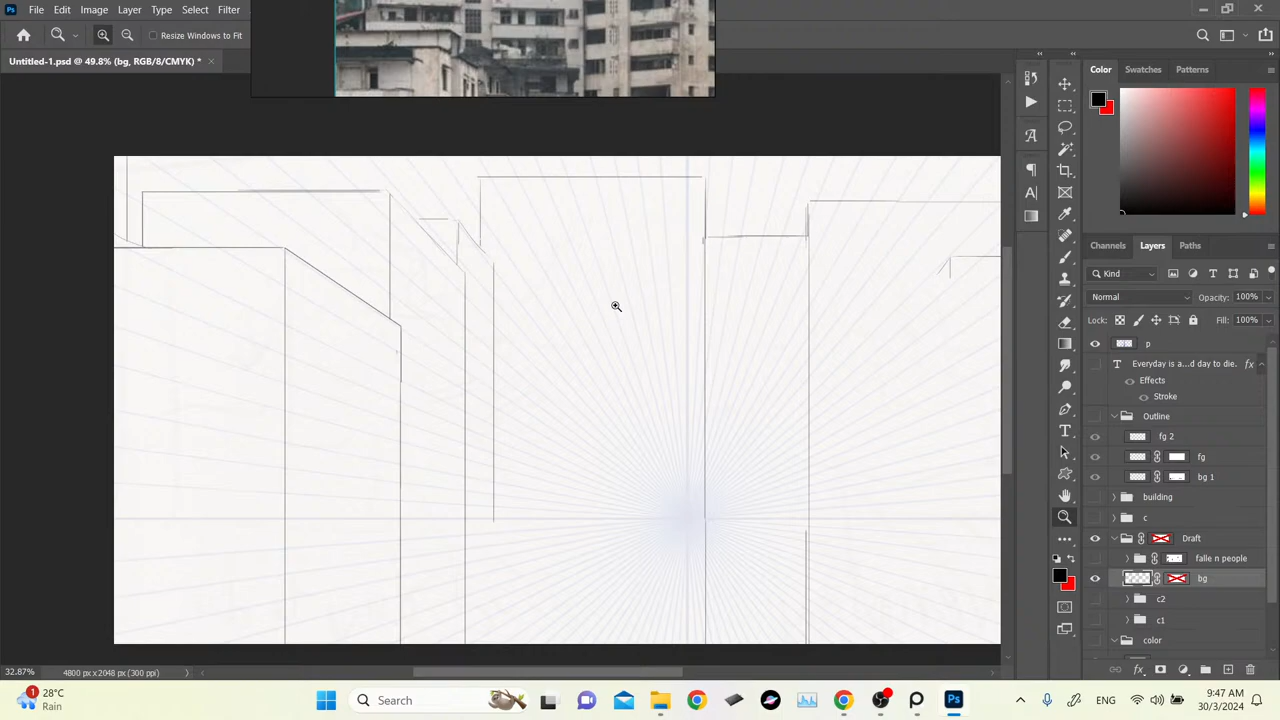 Ps File Edit Image Layer Type Select Filter
Resize Windows to Fit
Untitled-1.psd @ 49.8% (bg, RGB/8/CMYK) *
Color Swatches Patterns
Channels Layers Paths
Kind
Normal Opacity: 100%
Lock: Fill: 100%
p
T Everyday is a...d day to die. fx
Effects
Stroke
Outline
fg 2
fg
bg 1
building
c
Draft
falle n people
bg
c2
c1
color
32.87% 4800 px x 2048 px (300 ppi)
1 28°C
Rain
Search
ENG
9:47 AM
30/3/2024